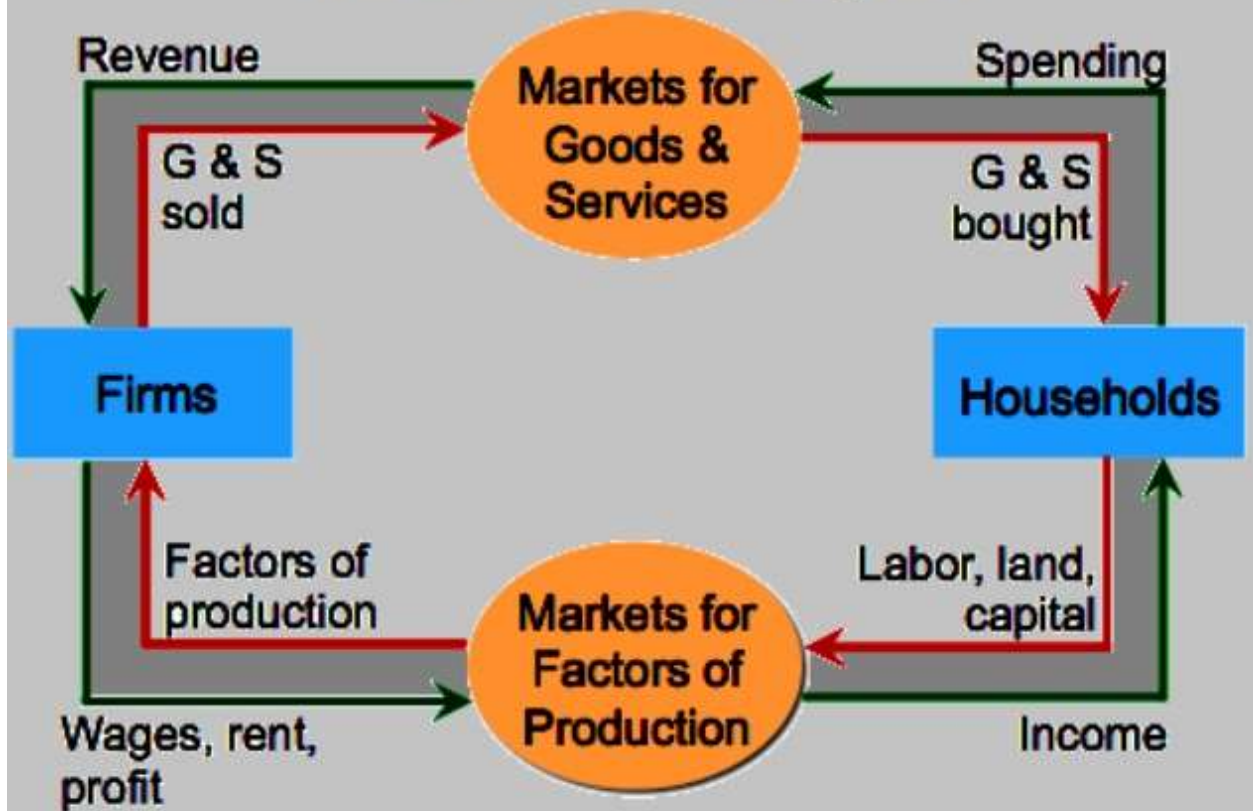 Revenue
Markets for
Goods &
Services
Spending
G & S
sold
G & S
bought
Firms
Households
Factors of
production
Markets for
Factors of
Production
Labor, land,
capital
Wages, rent,
profit
Income